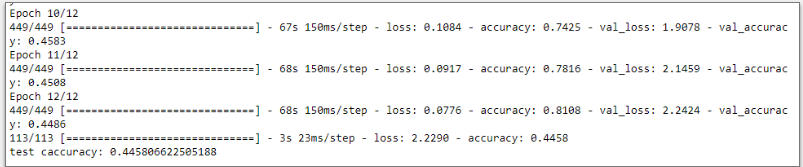 Epoch 10/12
449/449 [==============================] - 67s 150ms/step - loss: 0.1084 - accuracy: 0.7425 - val_loss: 1.9078 - val_accurac
y: 0.4583
Epoch 11/12
449/449 [==============================] - 68s 150ms/step - loss: 0.0917 - accuracy: 0.7816 - val_loss: 2.1459 - val_accurac
y: 0.4508
Epoch 12/12
449/449 [==============================] - 68s 150ms/step - loss: 0.0776 - accuracy: 0.8108 - val_loss: 2.2424 - val_accurac
y: 0.4486
113/113 [==============================] - 3s 23ms/step - loss: 2.2290 - accuracy: 0.4458
test caccuracy: 0.445806622505188